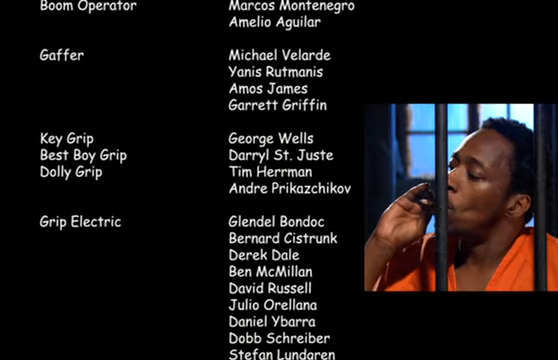 Boom Operator Marcos Montenegro
Amelio Aguilar
Gaffer Michael Velarde
Yanis Rutmanis
Amos James
Garrett Griffin
Key Grip George Wells
Best Boy Grip Darryl St. Juste
Dolly Grip Tim Herrman
Andre Prikazchikov
Grip Electric Glendel Bondoc
Bernard Cistrunk
Derek Dale
Ben McMillan
David Russell
Julio Orellana
Daniel Ybarra
Dobb Schreiber
Stefan Lundgren